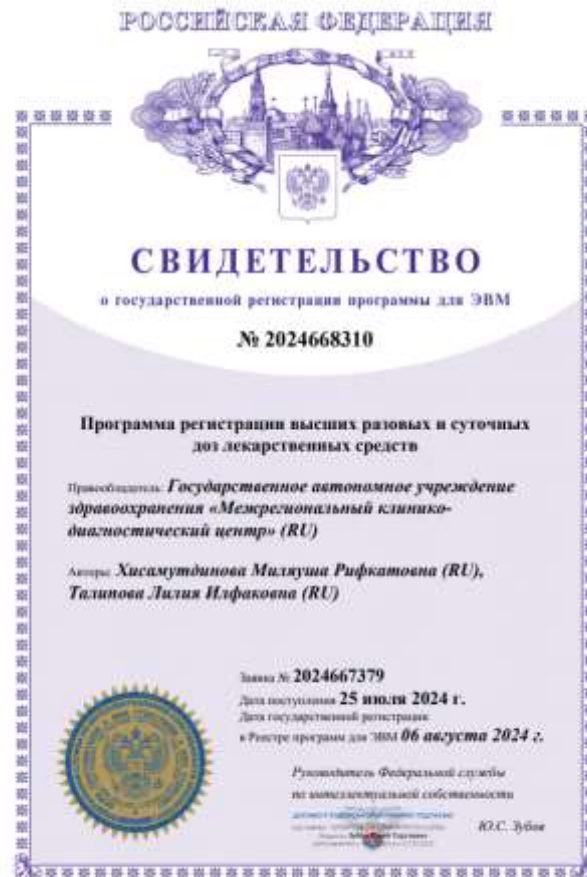 РОССИЙСКАЯ ФЕДЕРАЦИЯ
СВИДЕТЕЛЬСТВО
о государственной регистрации программы для ЭВМ
№ 2024668310
Программа регистрации высших разовых и суточных
доз лекарственных средств
Правообладатель: Государственное автономное учреждение
здравоохранения «Межрегиональный клинико-
диагностический центр» (RU)
Авторы: Хисамутдинова Миляуша Рифкатовна (RU),
Талипова Лилия Илфаковна (RU)
Заявка № 2024667379
Дата поступления 25 июля 2024 г.
Дата государственной регистрации
в Реестре программ для ЭВМ 06 августа 2024 г.
Руководитель Федеральной службы
по интеллектуальной собственности
Ю.С. Зубов